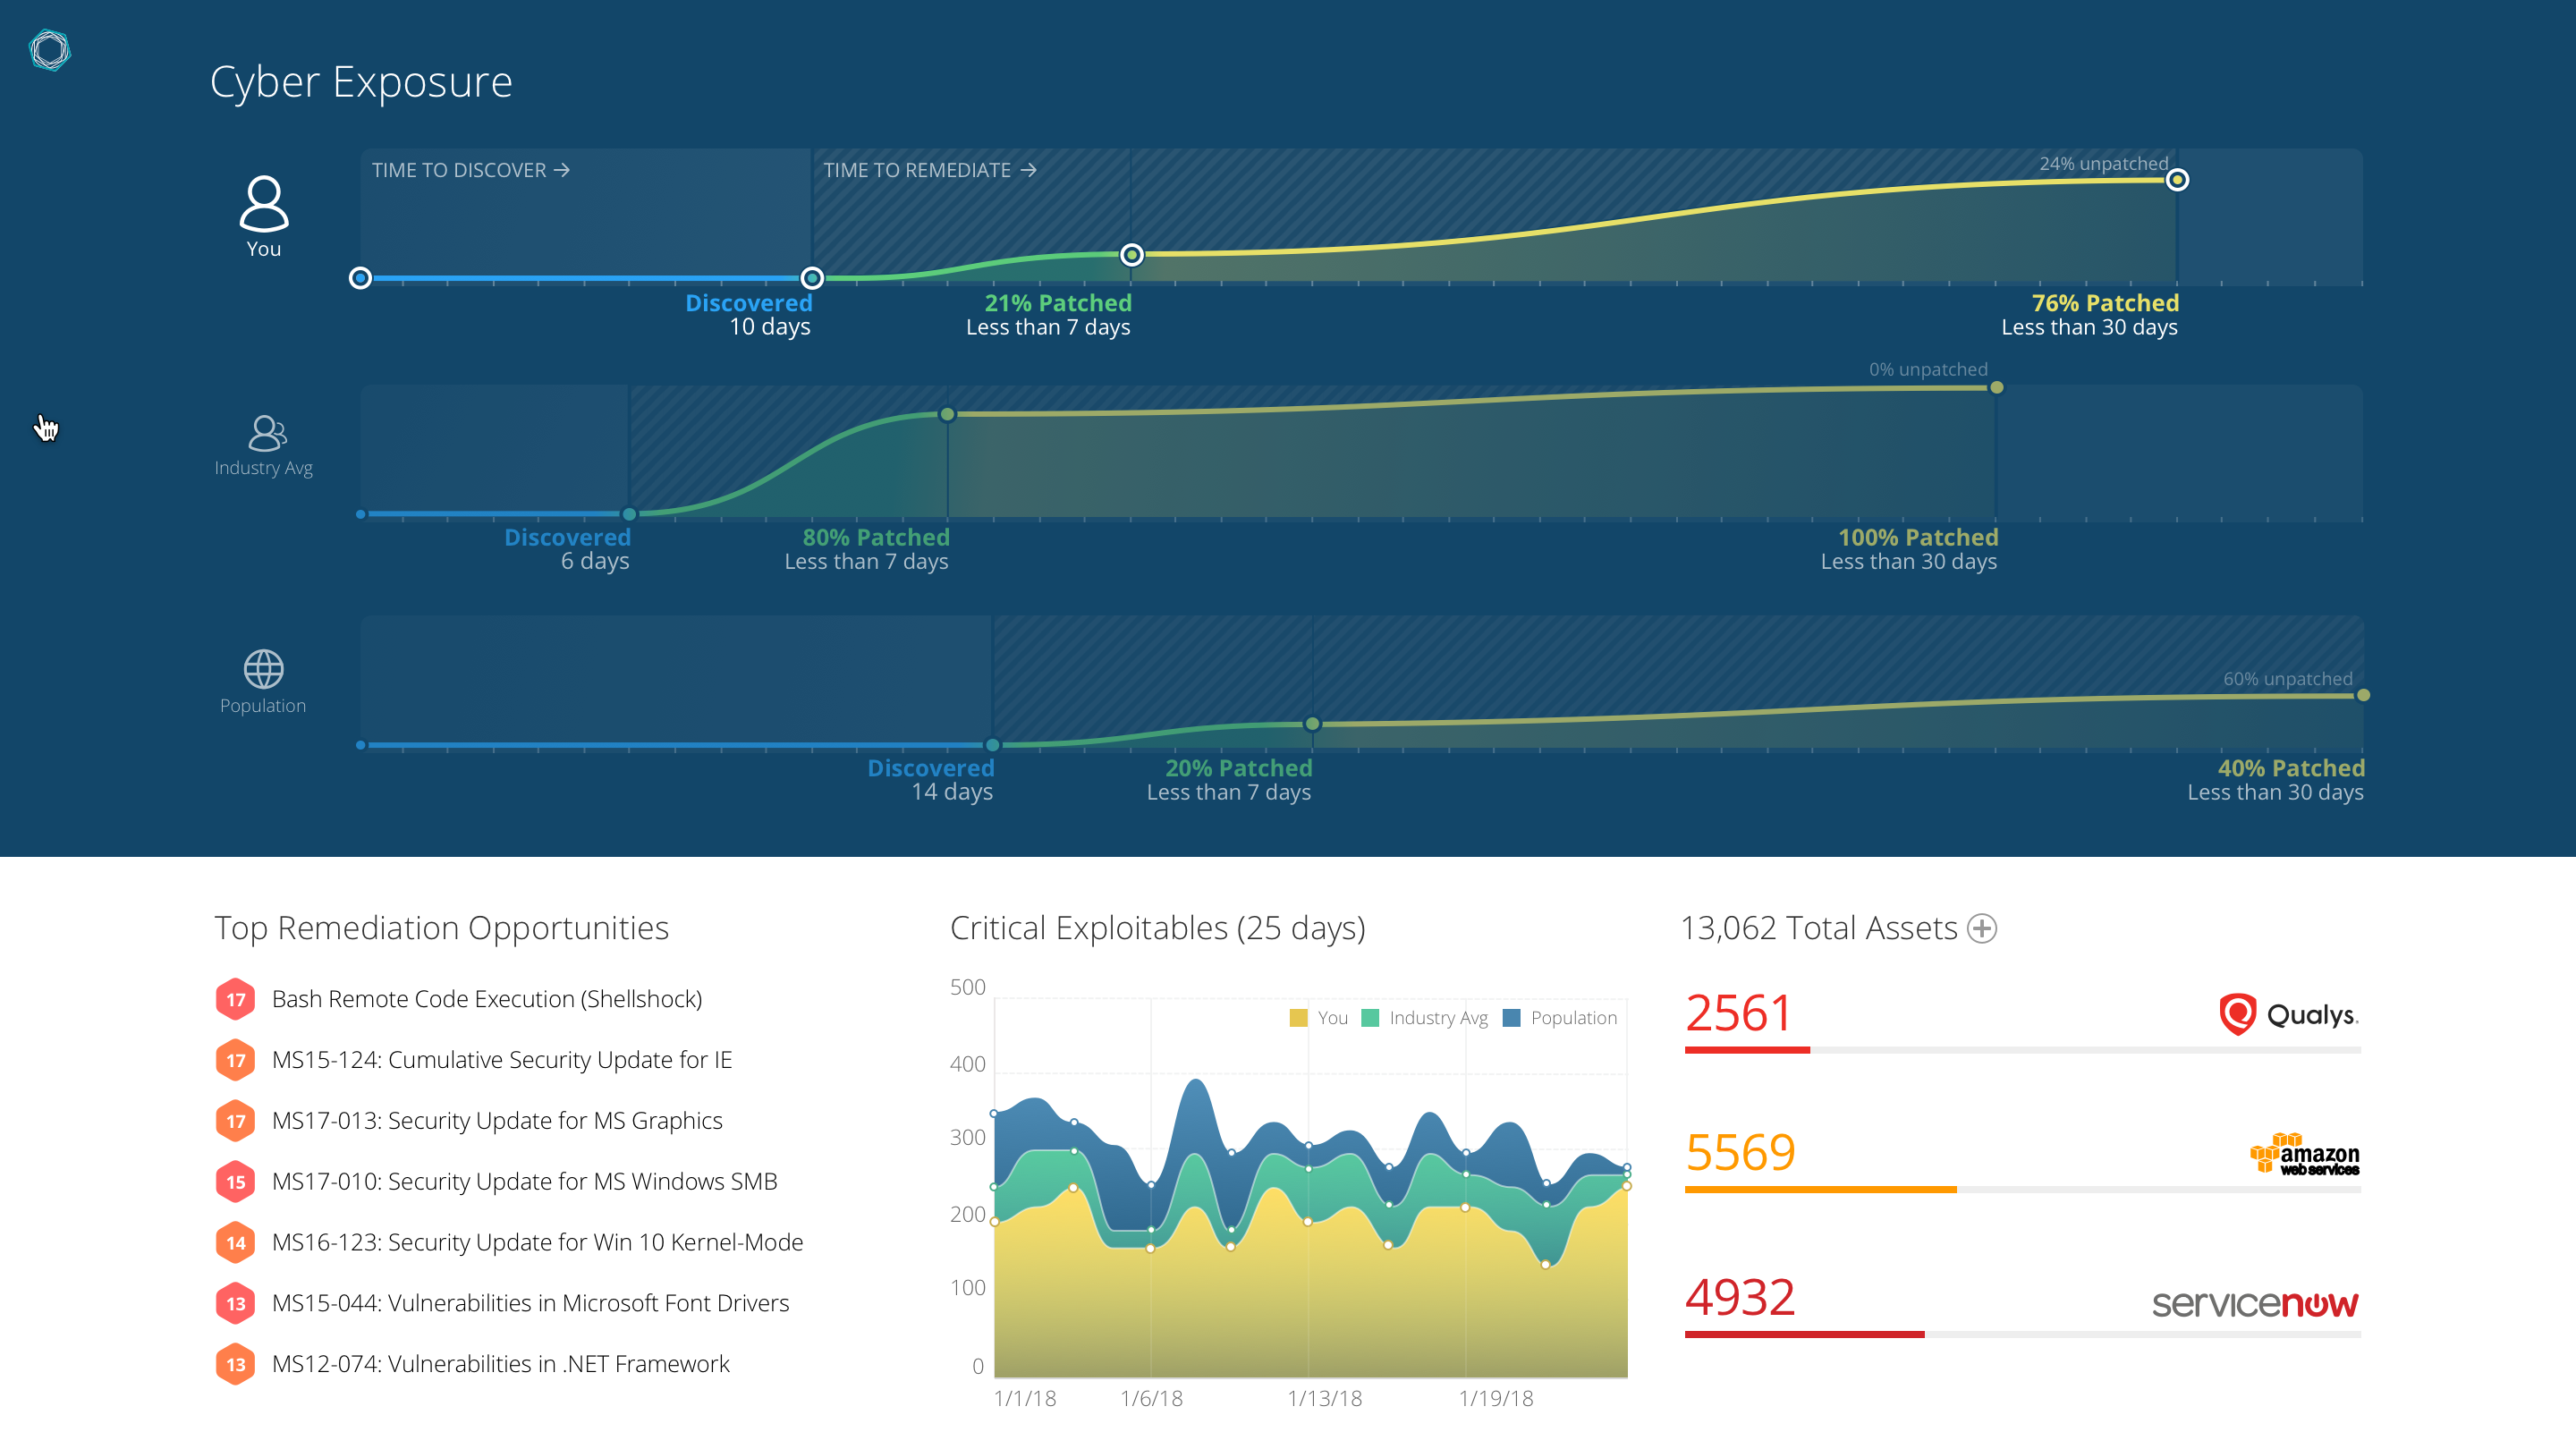 Cyber Exposure
TIME TO DISCOVER →
TIME TO REMEDIATE →
24% unpatched
You
Discovered
10 days
21% Patched
Less than 7 days
76% Patched
Less than 30 days
0% unpatched
Industry Avg
Discovered
6 days
80% Patched
Less than 7 days
100% Patched
Less than 30 days
60% unpatched
Population
Discovered
14 days
20% Patched
Less than 7 days
40% Patched
Less than 30 days
Top Remediation Opportunities
17 Bash Remote Code Execution (Shellshock)
17 MS15-124: Cumulative Security Update for IE
17 MS17-013: Security Update for MS Graphics
15 MS17-010: Security Update for MS Windows SMB
14 MS16-123: Security Update for Win 10 Kernel-Mode
13 MS15-044: Vulnerabilities in Microsoft Font Drivers
13 MS12-074: Vulnerabilities in .NET Framework
Critical Exploitables (25 days)
500
400
300
200
100
0
You Industry Avg Population
1/1/18 1/6/18 1/13/18 1/19/18
13,062 Total Assets
2561 Qualys.
5569 amazon
web services
4932 servicenow